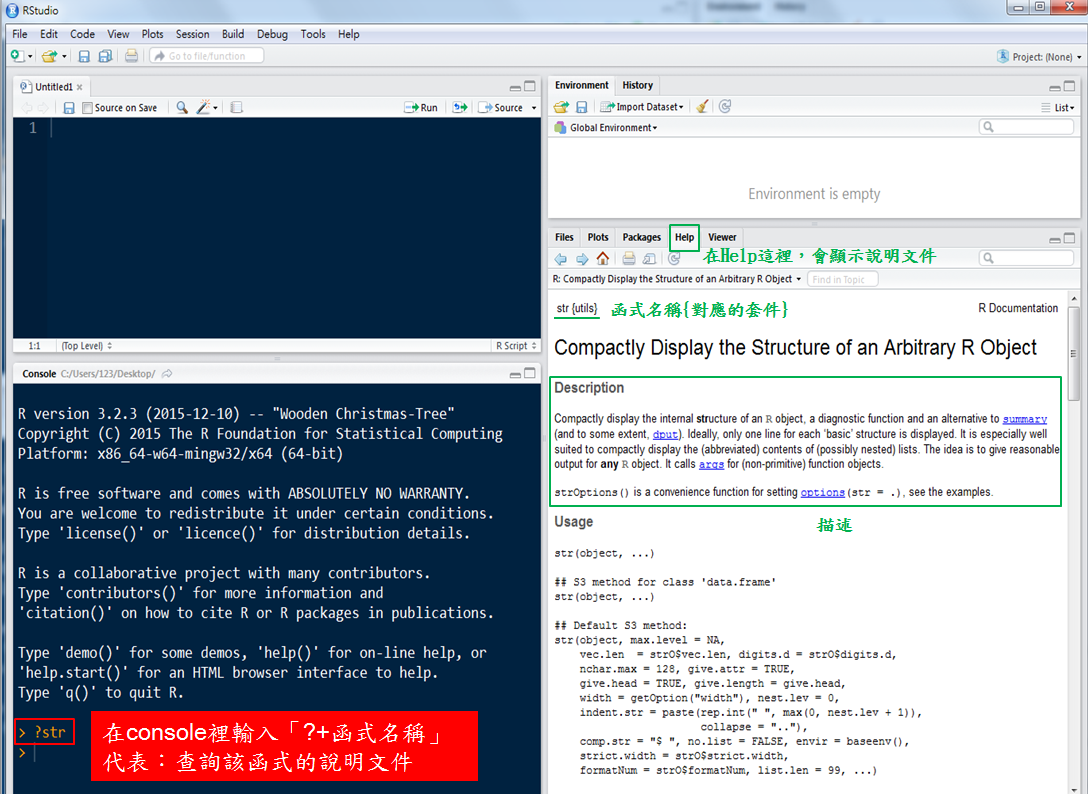 RStudio
File Edit Code View Plots Session Build Debug Tools Help
Go to file/function
Project: (None)
Untitled1
Source on Save
Run
Source
1
1:1
(Top Level)
R Script
Console C:/Users/123/Desktop/
R version 3.2.3 (2015-12-10) -- "Wooden Christmas-Tree"
Copyright (C) 2015 The R Foundation for Statistical Computing
Platform: x86_64-w64-mingw32/x64 (64-bit)
R is free software and comes with ABSOLUTELY NO WARRANTY.
You are welcome to redistribute it under certain conditions.
Type 'license()' or 'licence()' for distribution details.
R is a collaborative project with many contributors.
Type 'contributors()' for more information and
'citation()' on how to cite R or R packages in publications.
Type 'demo()' for some demos, 'help()' for on-line help, or
'help.start()' for an HTML browser interface to help.
Type 'q()' to quit R.
> ?str
>
在console裡輸入「?+函式名稱」
代表：查詢該函式的說明文件
Environment History
Import Dataset
List
Global Environment
Environment is empty
Files Plots Packages Help Viewer
在Help這裡，會顯示說明文件
R: Compactly Display the Structure of an Arbitrary R Object
Find in Topic
str {utils} 函式名稱{對應的套件}
R Documentation
Compactly Display the Structure of an Arbitrary R Object
Description
Compactly display the internal structure of an R object, a diagnostic function and an alternative to summary
(and to some extent, dput). Ideally, only one line for each ‘basic’ structure is displayed. It is especially well
suited to compactly display the (abbreviated) contents of (possibly nested) lists. The idea is to give reasonable
output for any R object. It calls args for (non-primitive) function objects.
strOptions() is a convenience function for setting options(str = .), see the examples.
描述
Usage
str(object, ...)
## S3 method for class 'data.frame'
str(object, ...)
## Default S3 method:
str(object, max.level = NA,
vec.len = strO$vec.len, digits.d = strO$digits.d,
nchar.max = 128, give.attr = TRUE,
give.head = TRUE, give.length = give.head,
width = getOption("width"), nest.lev = 0,
indent.str = paste(rep.int(" ", max(0, nest.lev + 1)),
collapse = ".."),
comp.str = "$ ", no.list = FALSE, envir = baseenv(),
strict.width = strO$strict.width,
formatNum = strO$formatNum, list.len = 99, ...)